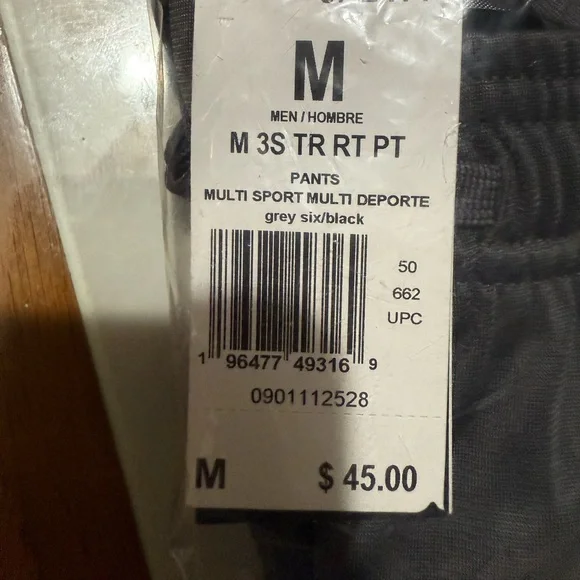 M
MEN / HOMBRE
M 3S TR RT PT
PANTS
MULTI SPORT MULTI DEPORTE
grey six/black
50
662
UPC
1 96477 49316 9
0901112528
M $ 45.00